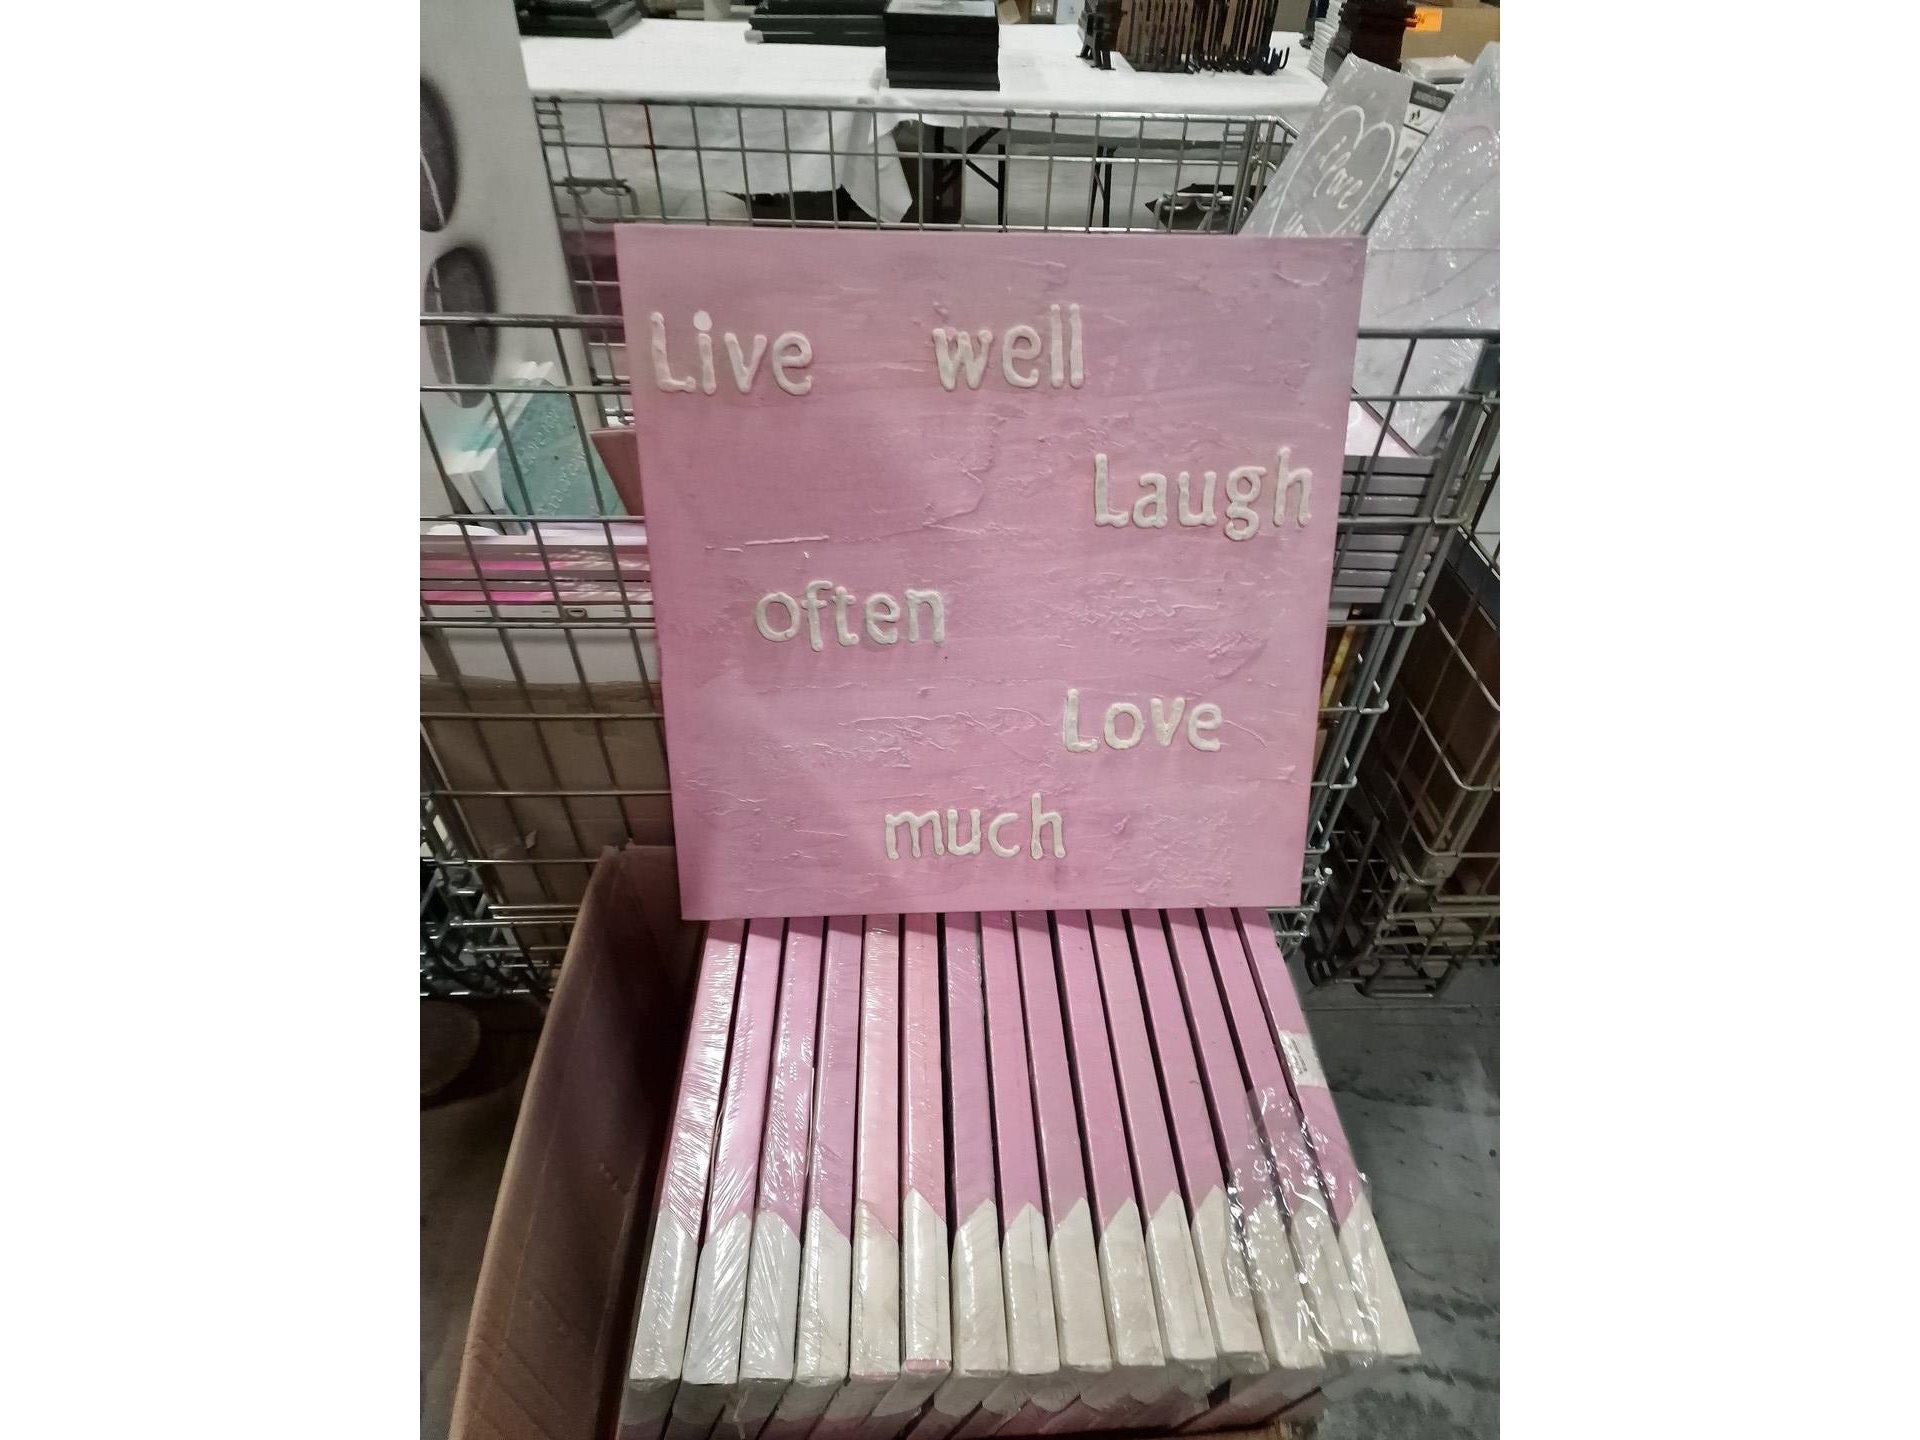 Live well
Laugh
often
Love
much